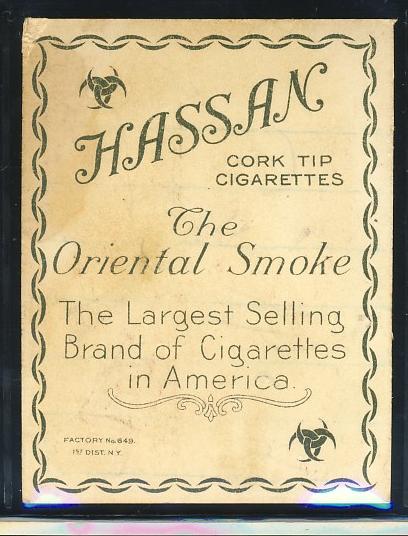 HASSAN
CORK TIP
CIGARETTES
The
Oriental Smoke
The Largest Selling
Brand of Cigarettes
in America.
FACTORY No. 649.
1ST DIST. N.Y.